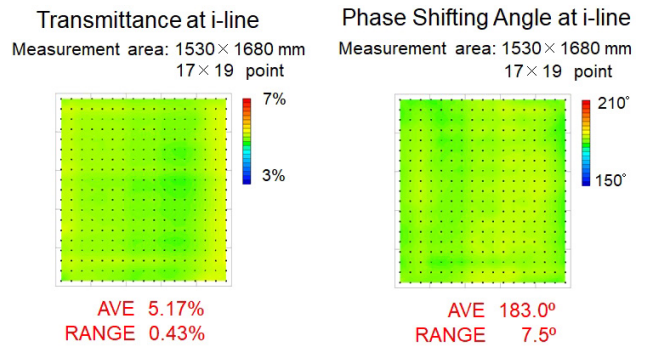 Transmittance at i-line
Measurement area: 1530×1680 mm
17×19 point
7%
3%
AVE 5.17%
RANGE 0.43%
Phase Shifting Angle at i-line
Measurement area: 1530×1680 mm
17×19 point
210°
150°
AVE 183.0º
RANGE 7.5º